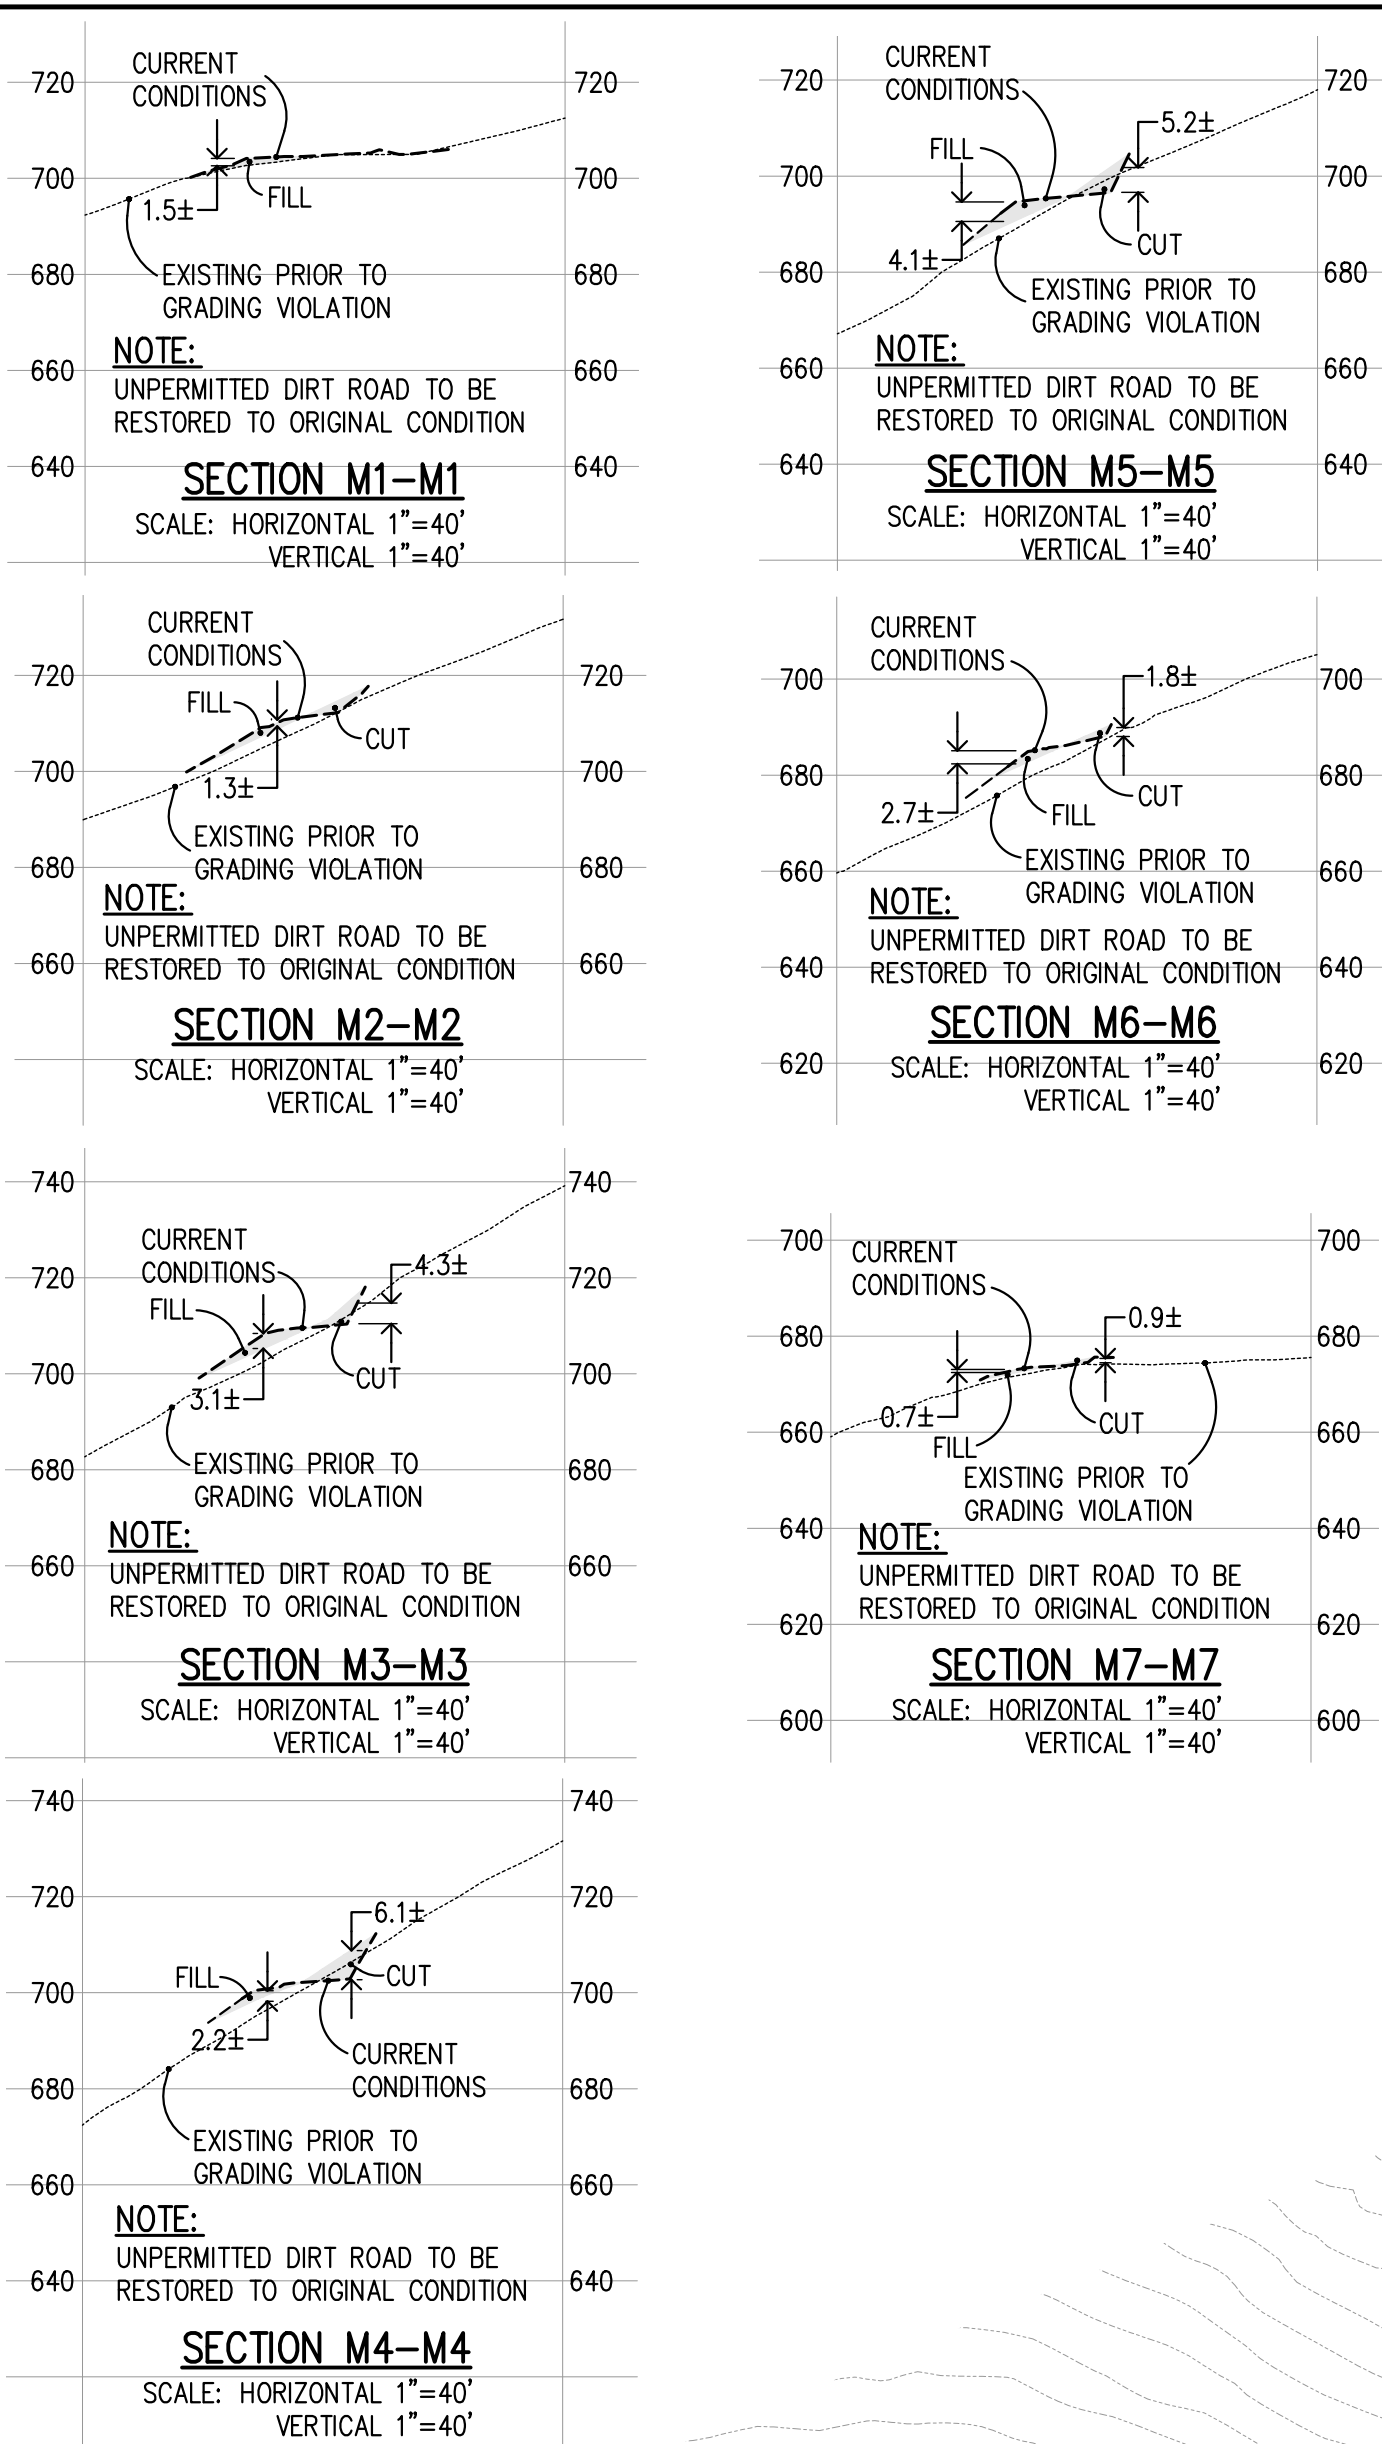 720
720
CURRENT
CONDITIONS
700
700
1.5±
FILL
680
680
EXISTING PRIOR TO
GRADING VIOLATION
NOTE:
660
660
UNPERMITTED DIRT ROAD TO BE
RESTORED TO ORIGINAL CONDITION
640
640
SECTION M1-M1
SCALE: HORIZONTAL 1"=40'
VERTICAL 1"=40'
CURRENT
CONDITIONS
720
720
FILL
CUT
700
700
1.3±
EXISTING PRIOR TO
GRADING VIOLATION
680
680
NOTE:
UNPERMITTED DIRT ROAD TO BE
RESTORED TO ORIGINAL CONDITION
660
660
SECTION M2-M2
SCALE: HORIZONTAL 1"=40'
VERTICAL 1"=40'
740
740
CURRENT
CONDITIONS
4.3±
720
720
FILL
700
700
CUT
3.1±
680
680
EXISTING PRIOR TO
GRADING VIOLATION
NOTE:
660
660
UNPERMITTED DIRT ROAD TO BE
RESTORED TO ORIGINAL CONDITION
SECTION M3-M3
SCALE: HORIZONTAL 1"=40'
VERTICAL 1"=40'
740
740
720
720
6.1±
FILL
CUT
700
700
2.2±
CURRENT
CONDITIONS
680
680
EXISTING PRIOR TO
GRADING VIOLATION
660
660
NOTE:
UNPERMITTED DIRT ROAD TO BE
RESTORED TO ORIGINAL CONDITION
640
640
SECTION M4-M4
SCALE: HORIZONTAL 1"=40'
VERTICAL 1"=40'
CURRENT
CONDITIONS
720
720
5.2±
FILL
700
700
CUT
4.1±
680
680
EXISTING PRIOR TO
GRADING VIOLATION
NOTE:
660
660
UNPERMITTED DIRT ROAD TO BE
RESTORED TO ORIGINAL CONDITION
640
640
SECTION M5-M5
SCALE: HORIZONTAL 1"=40'
VERTICAL 1"=40'
CURRENT
CONDITIONS
700
700
1.8±
680
680
CUT
2.7±
FILL
EXISTING PRIOR TO
GRADING VIOLATION
660
660
NOTE:
UNPERMITTED DIRT ROAD TO BE
RESTORED TO ORIGINAL CONDITION
640
640
SECTION M6-M6
620
620
SCALE: HORIZONTAL 1"=40'
VERTICAL 1"=40'
700
700
CURRENT
CONDITIONS
0.9±
680
680
0.7±
CUT
660
660
FILL
EXISTING PRIOR TO
GRADING VIOLATION
640
640
NOTE:
UNPERMITTED DIRT ROAD TO BE
RESTORED TO ORIGINAL CONDITION
620
620
SECTION M7-M7
SCALE: HORIZONTAL 1"=40'
VERTICAL 1"=40'
600
600